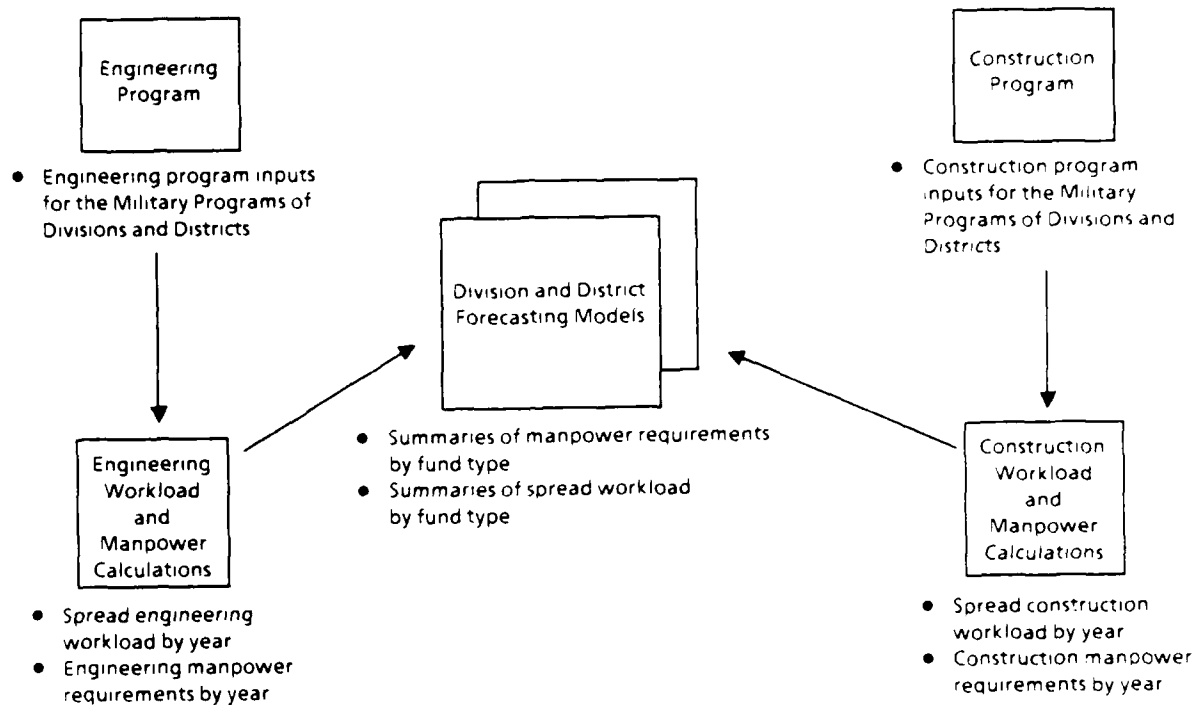 Engineering
Program
● Engineering program inputs
for the Military Programs of
Divisions and Districts
Engineering
Workload
and
Manpower
Calculations
● Spread engineering
workload by year
● Engineering manpower
requirements by year
Division and District
Forecasting Models
● Summaries of manpower requirements
by fund type
● Summaries of spread workload
by fund type
Construction
Program
● Construction program
inputs for the Military
Programs of Divisions and
Districts
Construction
Workload
and
Manpower
Calculations
● Spread construction
workload by year
● Construction manpower
requirements by year